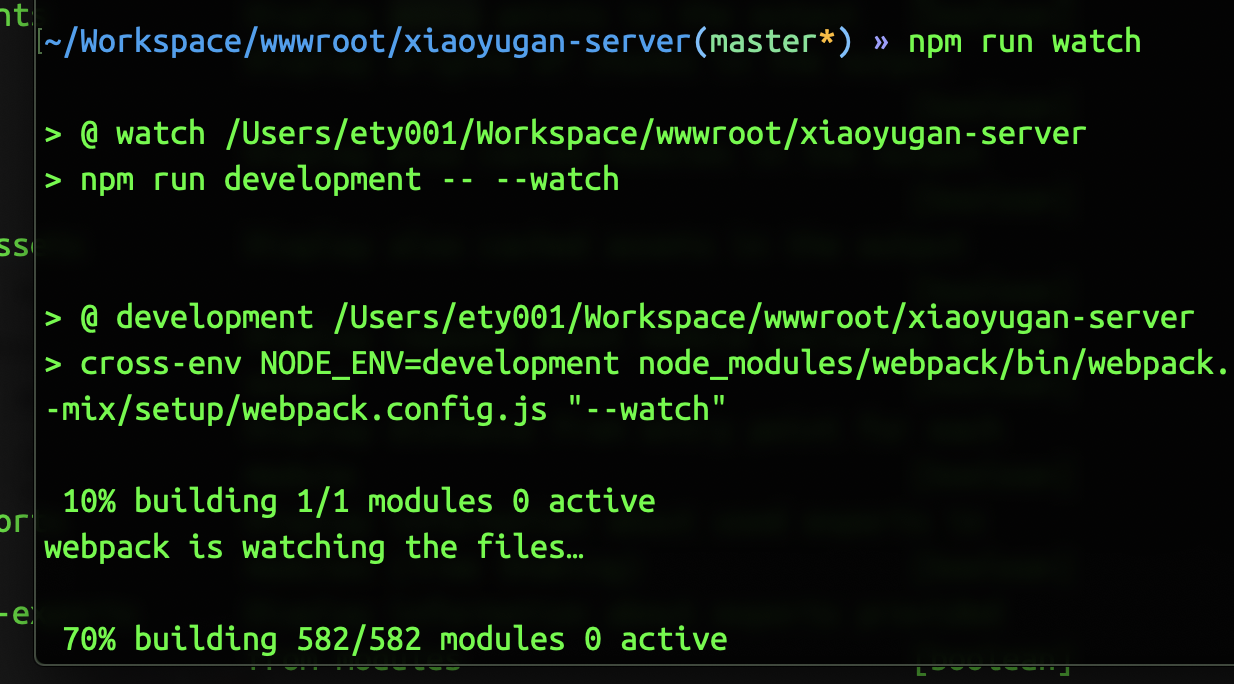 ~/Workspace/wwwroot/xiaoyugan-server(master*) » npm run watch
> @ watch /Users/ety001/Workspace/wwwroot/xiaoyugan-server
> npm run development -- --watch
> @ development /Users/ety001/Workspace/wwwroot/xiaoyugan-server
> cross-env NODE_ENV=development node_modules/webpack/bin/webpack.
-mix/setup/webpack.config.js "--watch"
10% building 1/1 modules 0 active
webpack is watching the files…
70% building 582/582 modules 0 active
[boolean]